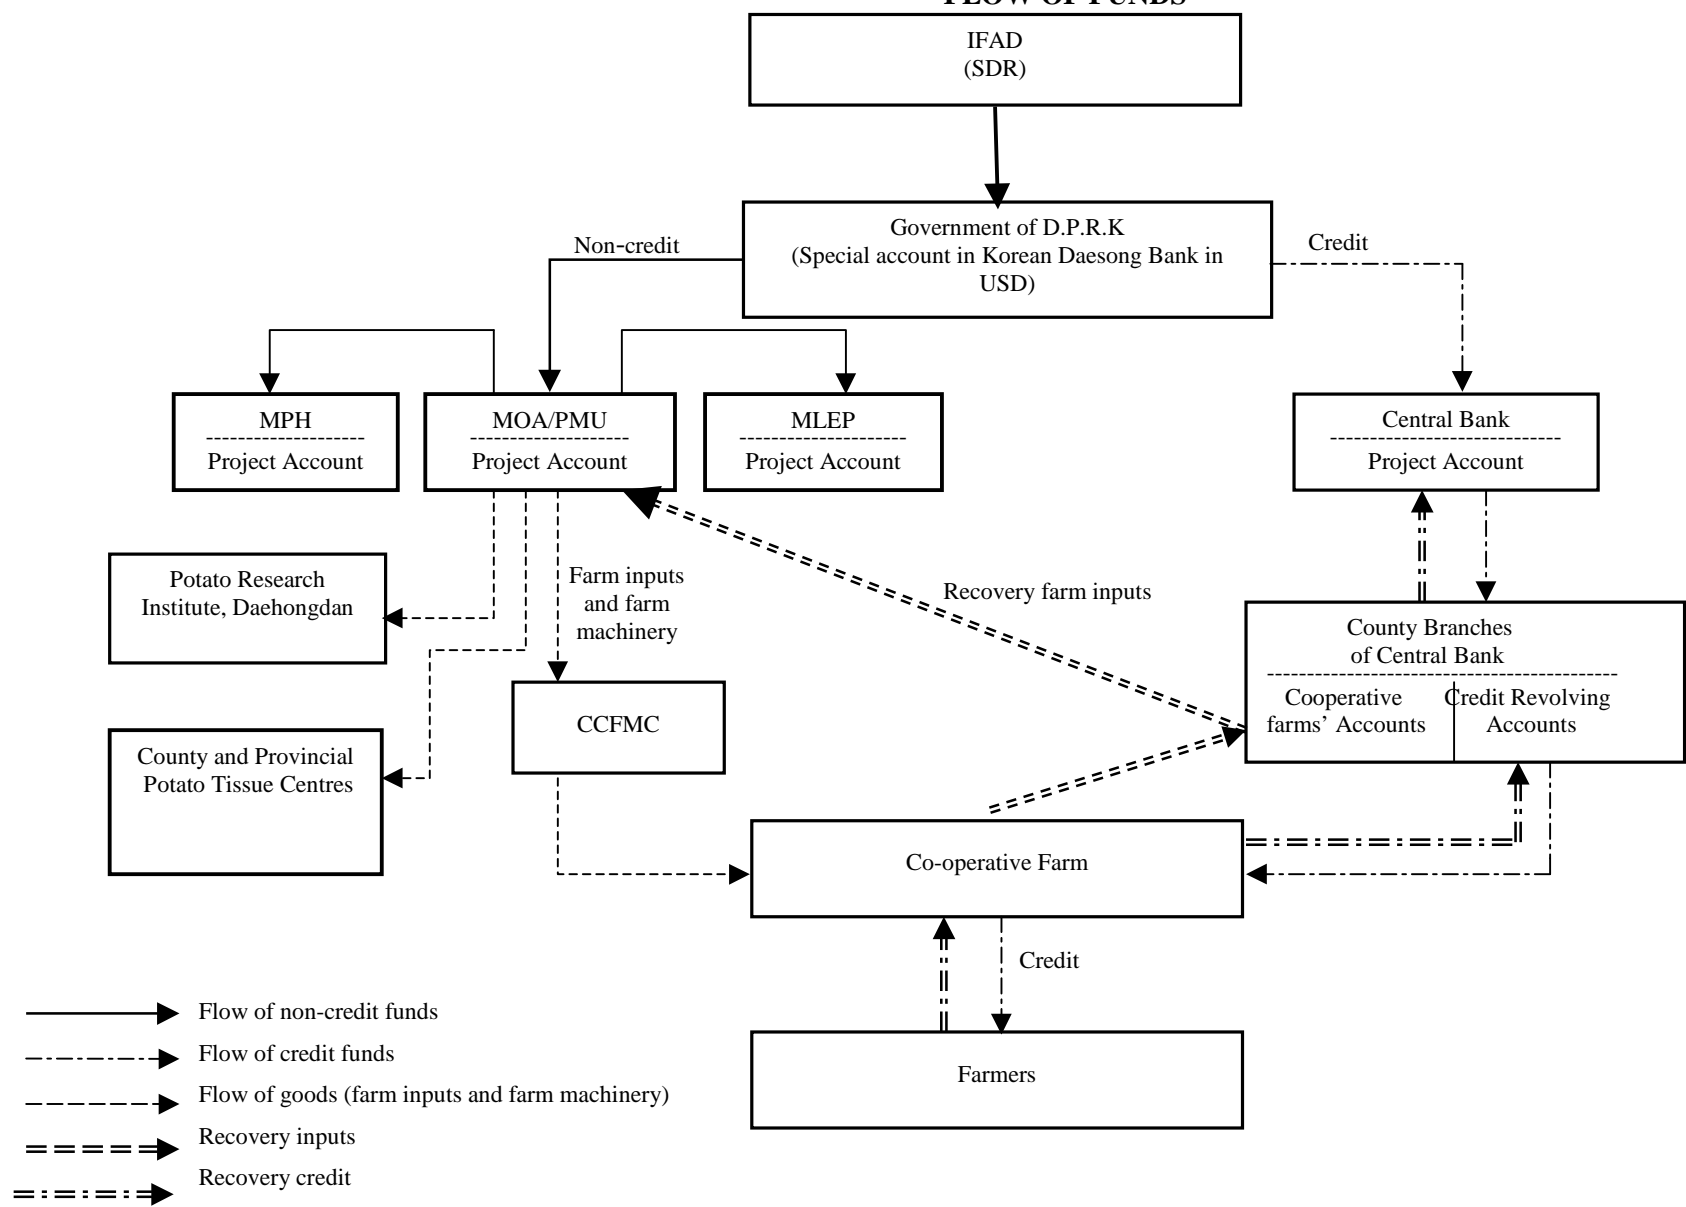 FLOW OF FUNDS
IFAD
(SDR)
Government of D.P.R.K
(Special account in Korean Daesong Bank in
USD)
Non-credit
Credit
MPH
Project Account
MOA/PMU
Project Account
MLEP
Project Account
Central Bank
Project Account
Potato Research
Institute, Daehongdan
Farm inputs
and farm
machinery
Recovery farm inputs
County Branches
of Central Bank
Cooperative
farms’ Accounts
Credit Revolving
Accounts
CCFMC
County and Provincial
Potato Tissue Centres
Co-operative Farm
Credit
Farmers
Flow of non-credit funds
Flow of credit funds
Flow of goods (farm inputs and farm machinery)
Recovery inputs
Recovery credit